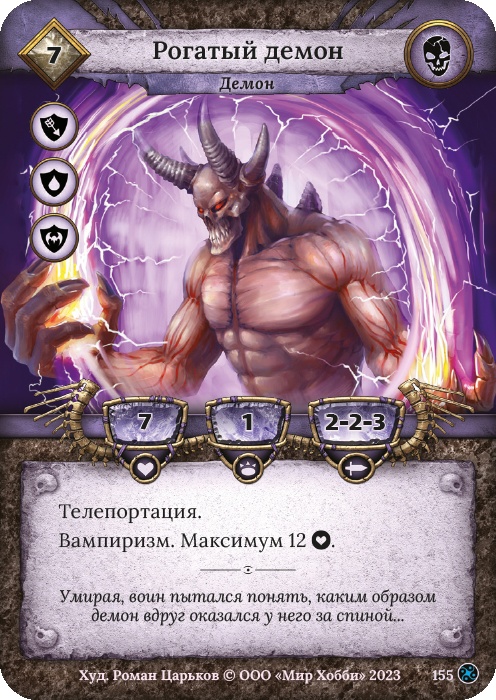 7
Рогатый демон
Демон
7
1
2-2-3
Телепортация.
Вампиризм. Максимум 12 .
Умирая, воин пытался понять, каким образом
демон вдруг оказался у него за спиной...
Худ. Роман Царьков © ООО «Мир Хобби» 2023
155